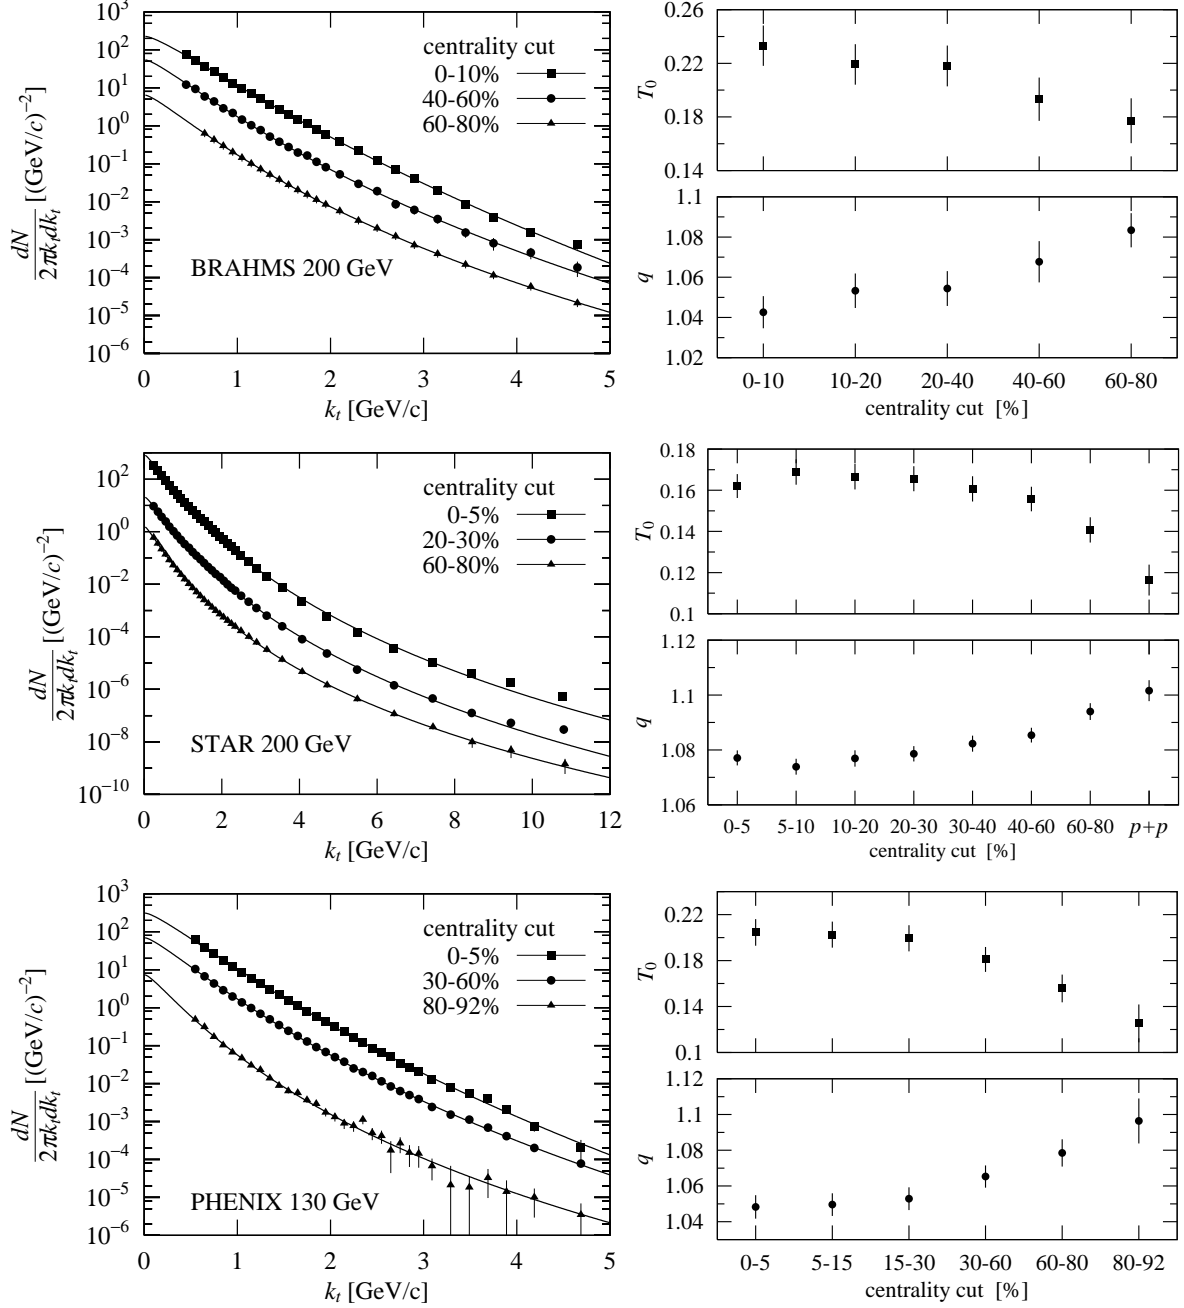 10^3
10^2
10^1
10^0
10^-1
10^-2
10^-3
10^-4
10^-5
10^-6
dN
2πk_t dk_t
[(GeV/c)^-2]
centrality cut
0-10%
40-60%
60-80%
BRAHMS 200 GeV
0 1 2 3 4 5
k_t [GeV/c]
0.26
0.22
0.18
0.14
T_0
1.1
1.08
1.06
1.04
1.02
q
0-10 10-20 20-40 40-60 60-80
centrality cut [%]
10^2
10^0
10^-2
10^-4
10^-6
10^-8
10^-10
dN
2πk_t dk_t
[(GeV/c)^-2]
centrality cut
0-5%
20-30%
60-80%
STAR 200 GeV
0 2 4 6 8 10 12
k_t [GeV/c]
0.18
0.16
0.14
0.12
0.1
T_0
1.12
1.1
1.08
1.06
q
0-5 5-10 10-20 20-30 30-40 40-60 60-80 p+p
centrality cut [%]
10^3
10^2
10^1
10^0
10^-1
10^-2
10^-3
10^-4
10^-5
10^-6
dN
2πk_t dk_t
[(GeV/c)^-2]
centrality cut
0-5%
30-60%
80-92%
PHENIX 130 GeV
0 1 2 3 4 5
k_t [GeV/c]
0.22
0.18
0.14
0.1
T_0
1.12
1.1
1.08
1.06
1.04
q
0-5 5-15 15-30 30-60 60-80 80-92
centrality cut [%]